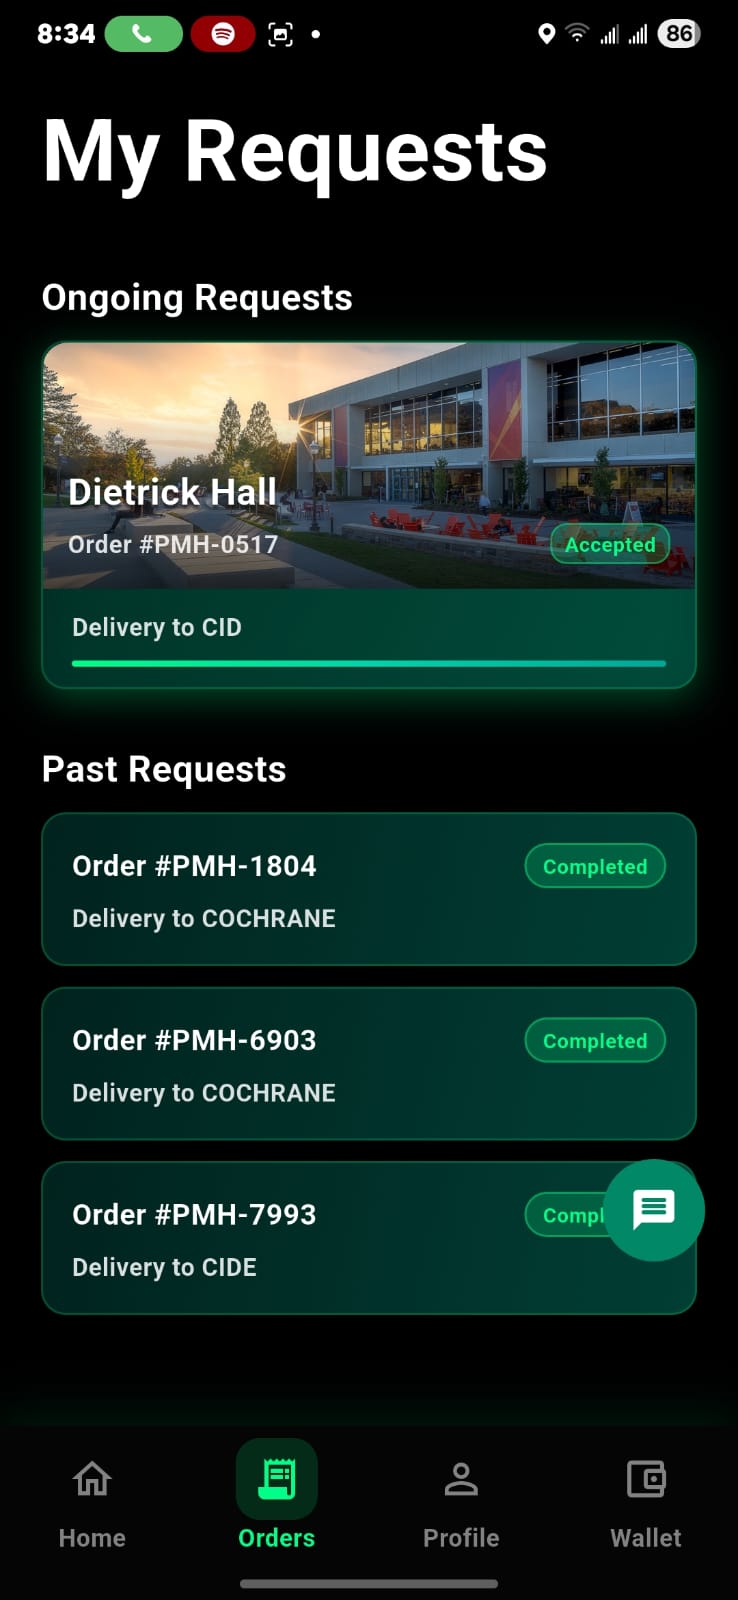 8:34
86
My Requests
Ongoing Requests
Dietrick Hall
Order #PMH-0517
Accepted
Delivery to CID
Past Requests
Order #PMH-1804
Completed
Delivery to COCHRANE
Order #PMH-6903
Completed
Delivery to COCHRANE
Order #PMH-7993
Compl
Delivery to CIDE
Home
Orders
Profile
Wallet